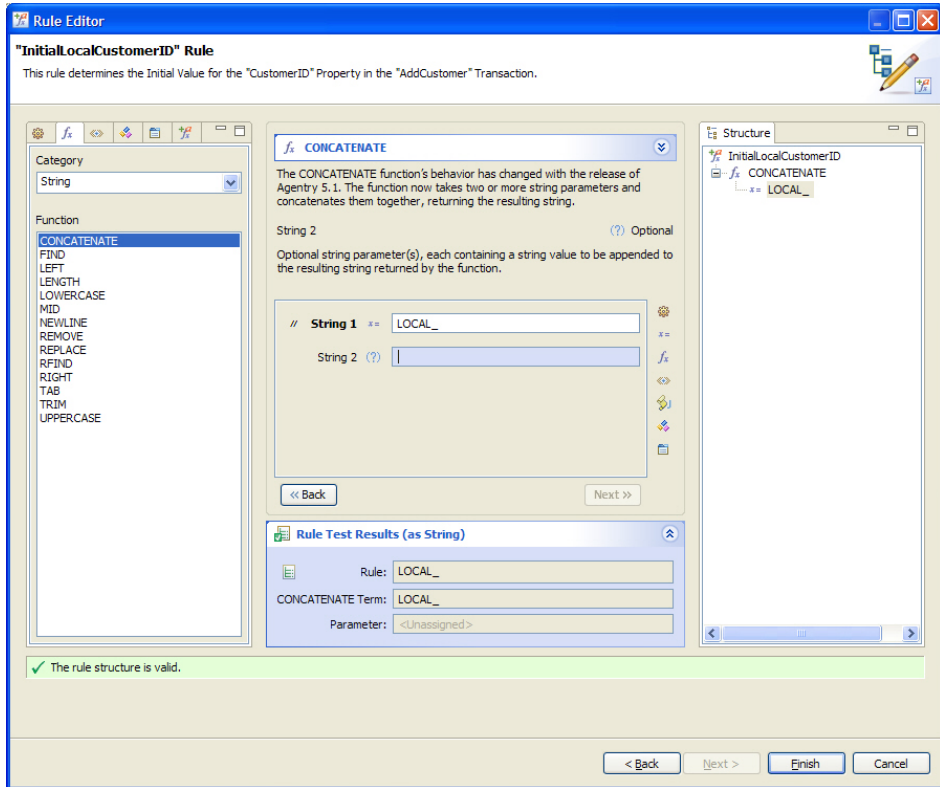 Rule Editor
"InitialLocalCustomerID" Rule
This rule determines the Initial Value for the "CustomerID" Property in the "AddCustomer" Transaction.
Category
String
Function
CONCATENATE
FIND
LEFT
LENGTH
LOWERCASE
MID
NEWLINE
REMOVE
REPLACE
RFIND
RIGHT
TAB
TRIM
UPPERCASE
fx CONCATENATE
The CONCATENATE function's behavior has changed with the release of
Agentry 5.1. The function now takes two or more string parameters and
concatenates them together, returning the resulting string.
String 2 (?) Optional
Optional string parameter(s), each containing a string value to be appended to
the resulting string returned by the function.
// String 1 x= LOCAL_
String 2 (?)
x=
fx
<< Back Next >>
Rule Test Results (as String)
Rule: LOCAL_
CONCATENATE Term: LOCAL_
Parameter: <Unassigned>
Structure
InitialLocalCustomerID
fx CONCATENATE
x= LOCAL_
The rule structure is valid.
< Back Next > Finish Cancel